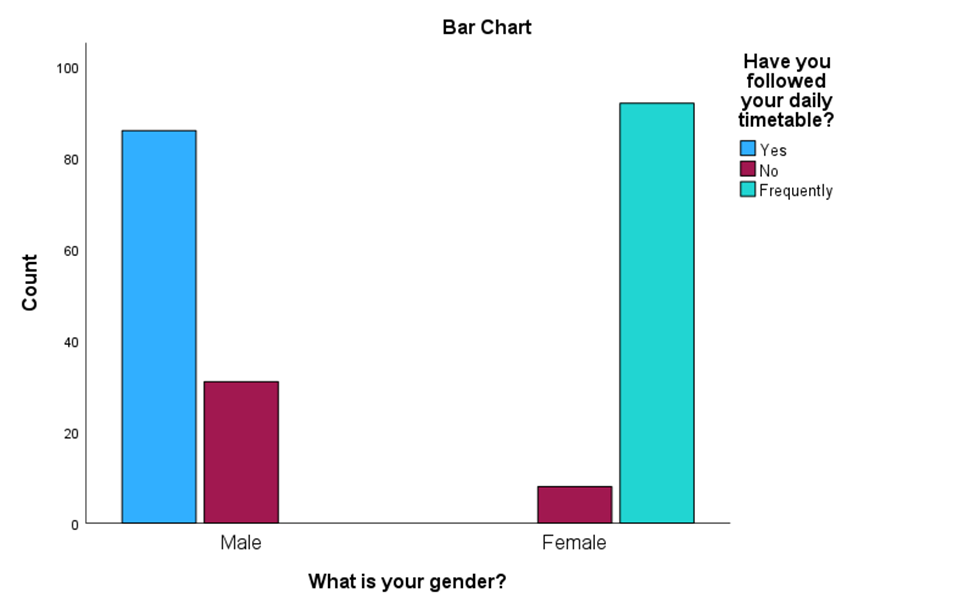 Bar Chart
Have you
followed
your daily
timetable?
Yes
No
Frequently
Count
100
80
60
40
20
0
Male
Female
What is your gender?